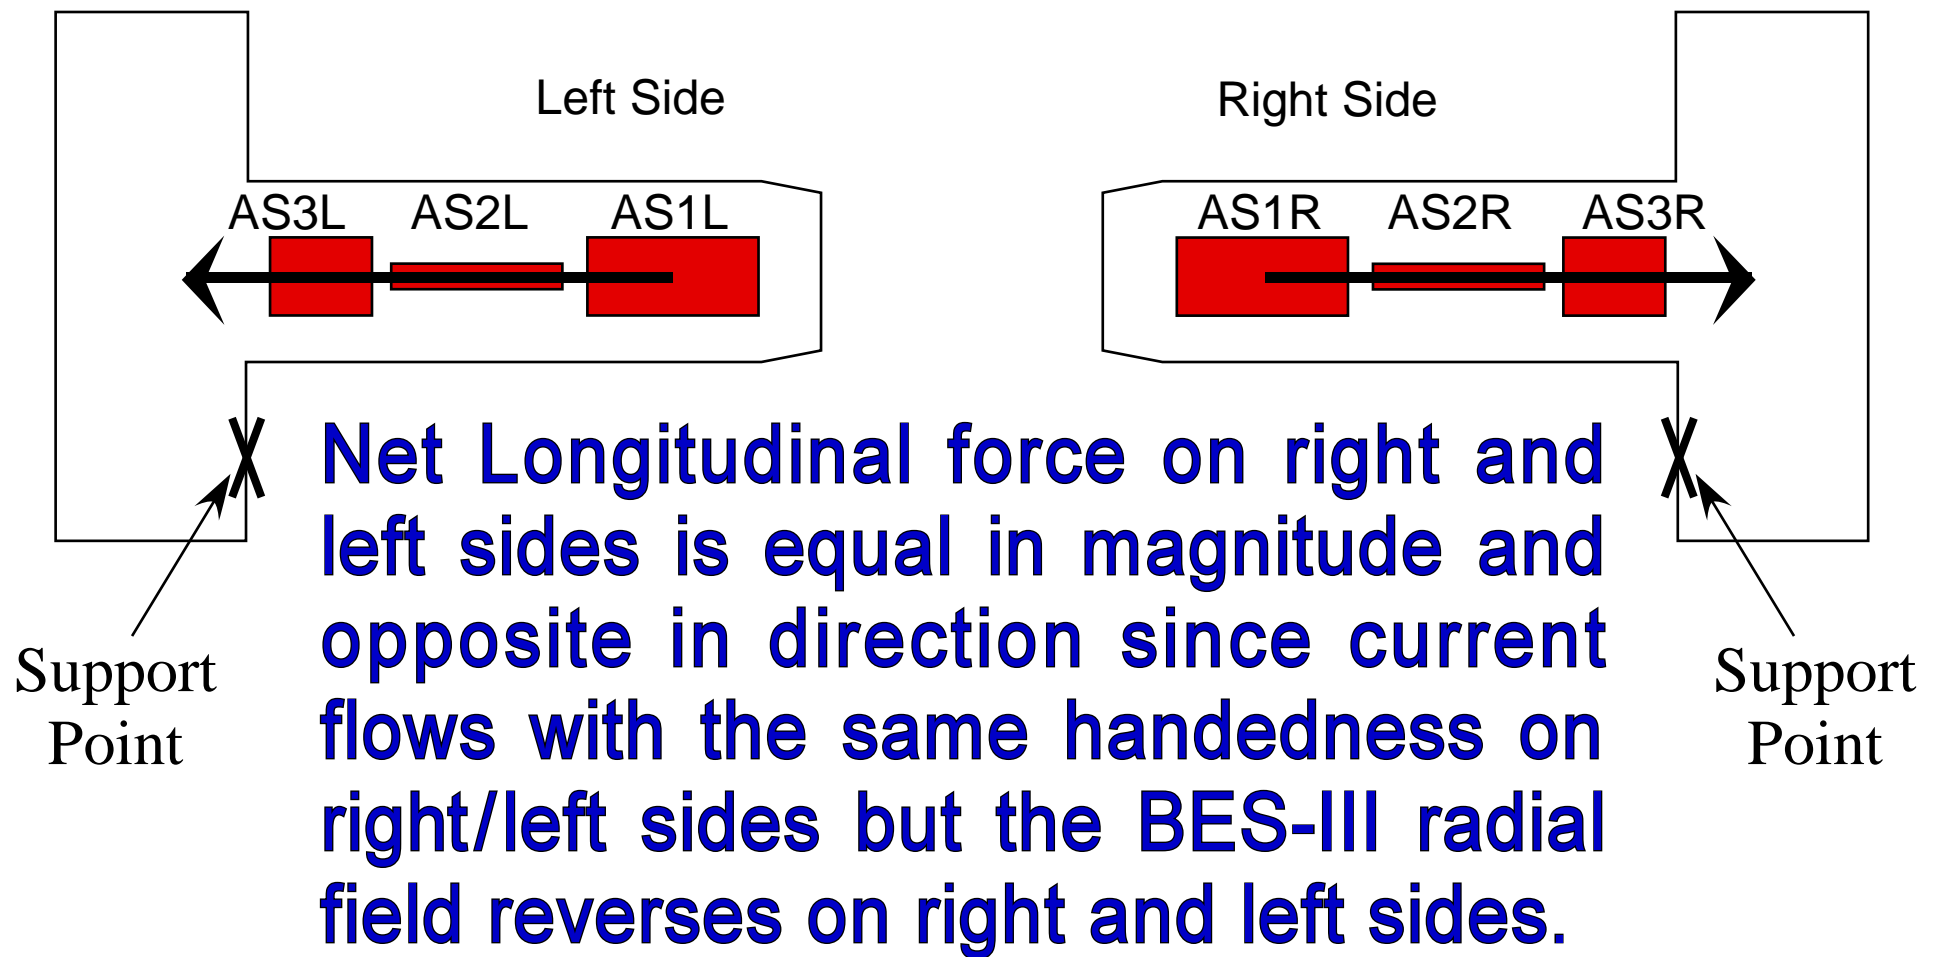 Left Side
Right Side
AS3L AS2L AS1L
AS1R AS2R AS3R
Net Longitudinal force on right and
left sides is equal in magnitude and
opposite in direction since current
flows with the same handedness on
right/left sides but the BES-III radial
field reverses on right and left sides.
Support
Point
Support
Point